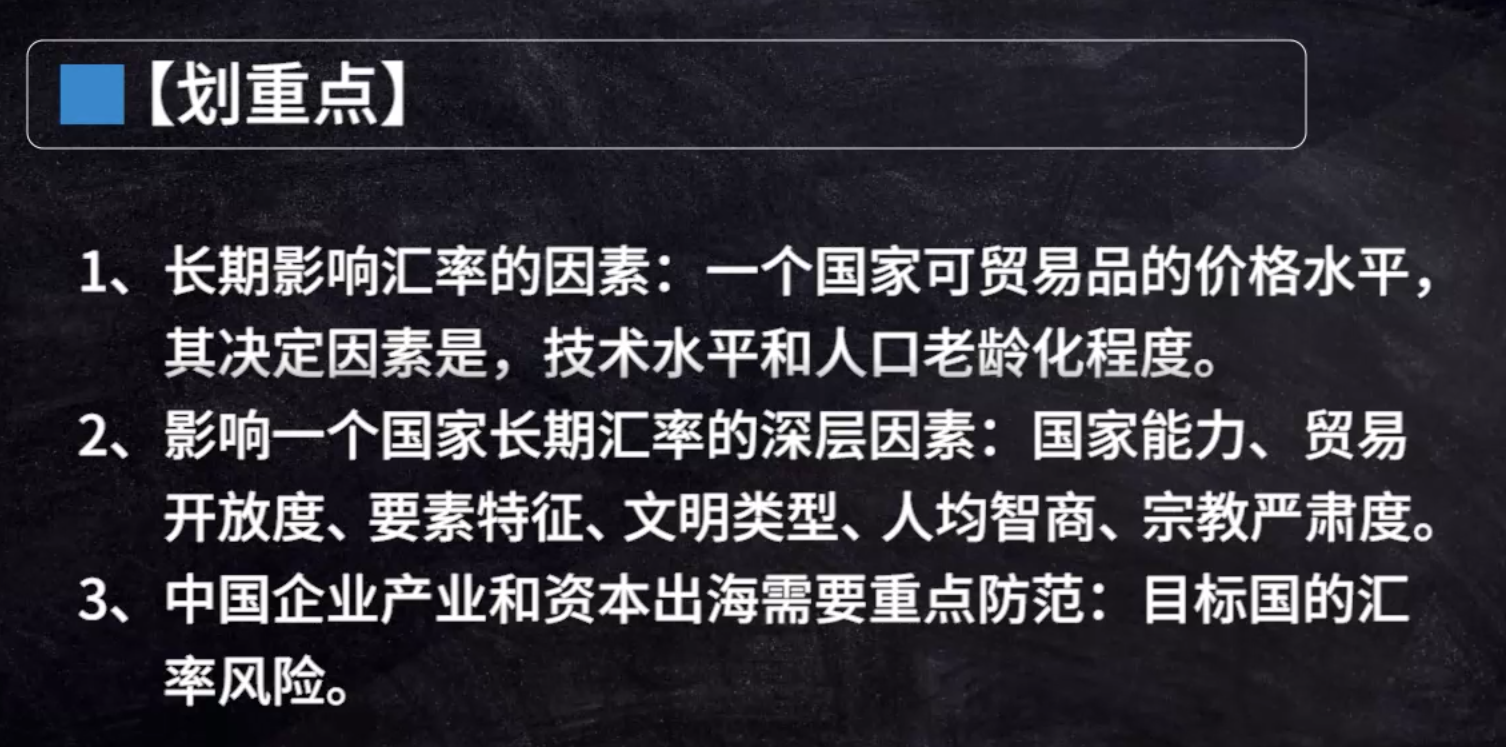 【划重点】
1、长期影响汇率的因素：一个国家可贸易品的价格水平，
其决定因素是，技术水平和人口老龄化程度。
2、影响一个国家长期汇率的深层因素：国家能力、贸易
开放度、要素特征、文明类型、人均智商、宗教严肃度。
3、中国企业产业和资本出海需要重点防范：目标国的汇
率风险。